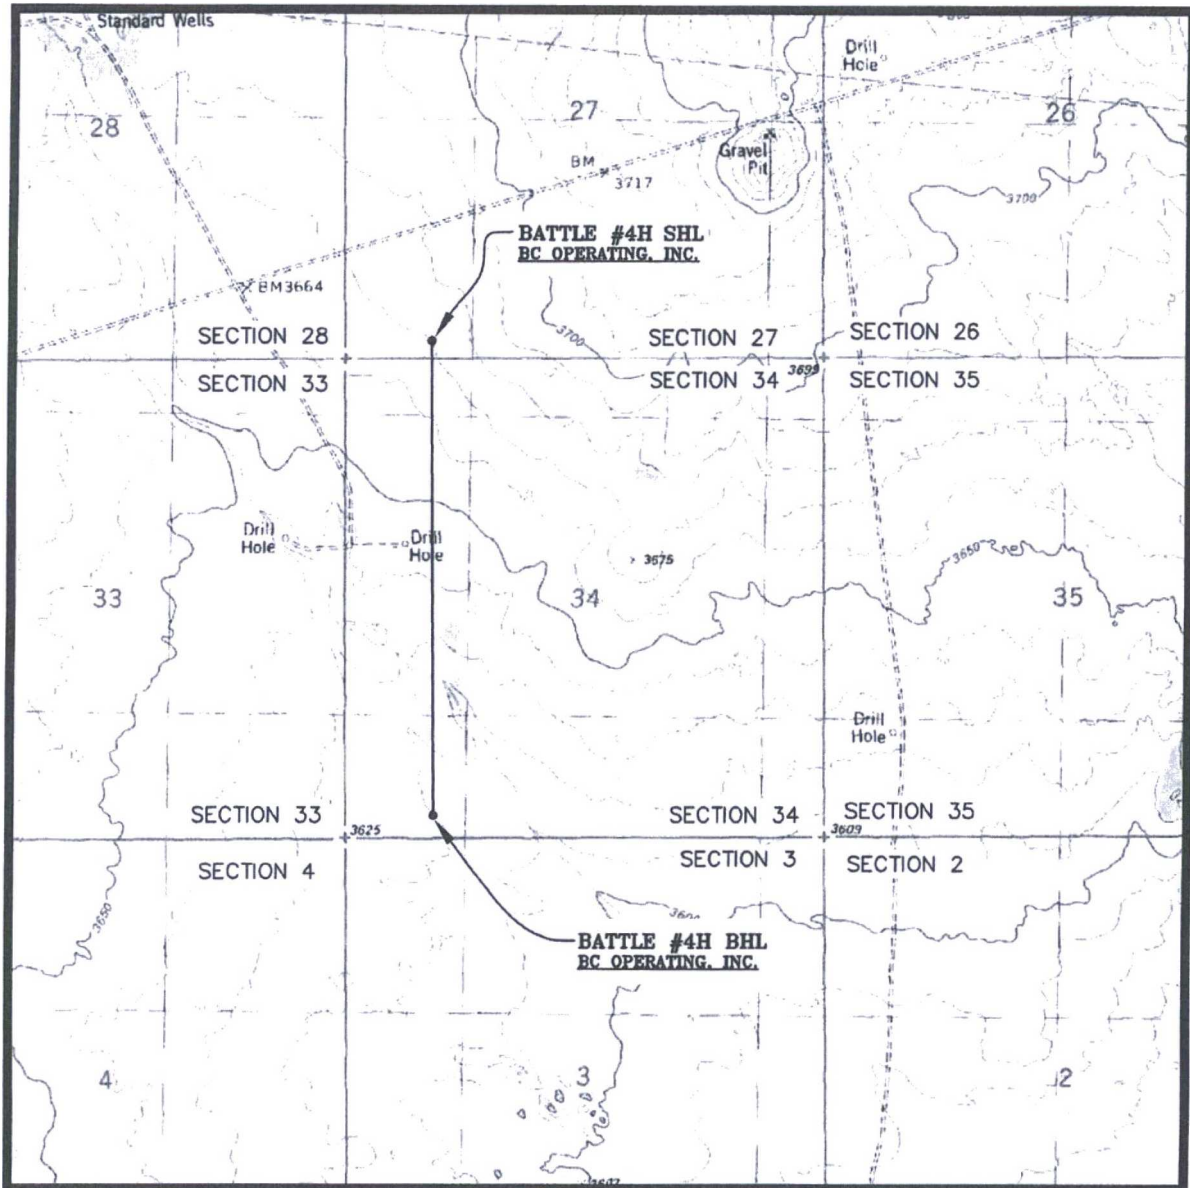 Standard Wells
Drill
Hole
28
27
26
BM
3717
Gravel
Pit
3700
BATTLE #4H SHL
BC OPERATING, INC.
BM3664
3700
SECTION 28
SECTION 27
SECTION 26
3699
SECTION 33
SECTION 34
SECTION 35
Drill
Hole
Drill
Hole
3675
3650
33
34
35
Drill
Hole
SECTION 33
SECTION 34
SECTION 35
3625
3609
SECTION 4
SECTION 3
SECTION 2
3650
BATTLE #4H BHL
BC OPERATING, INC.
4
3
2